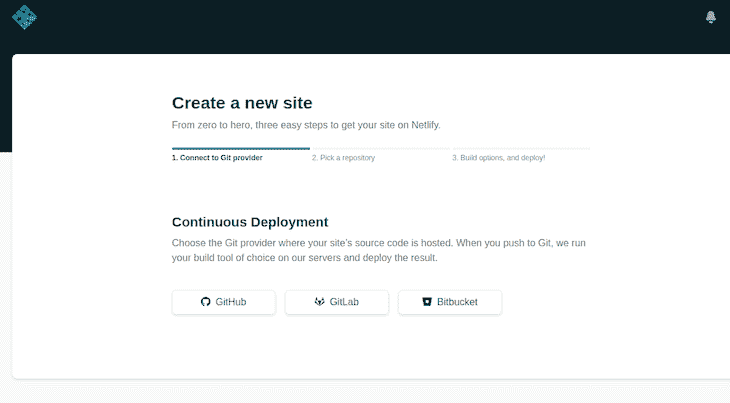 Create a new site
From zero to hero, three easy steps to get your site on Netlify.
1. Connect to Git provider
2. Pick a repository
3. Build options, and deploy!
Continuous Deployment
Choose the Git provider where your site's source code is hosted. When you push to Git, we run
your build tool of choice on our servers and deploy the result.
GitHub
GitLab
Bitbucket